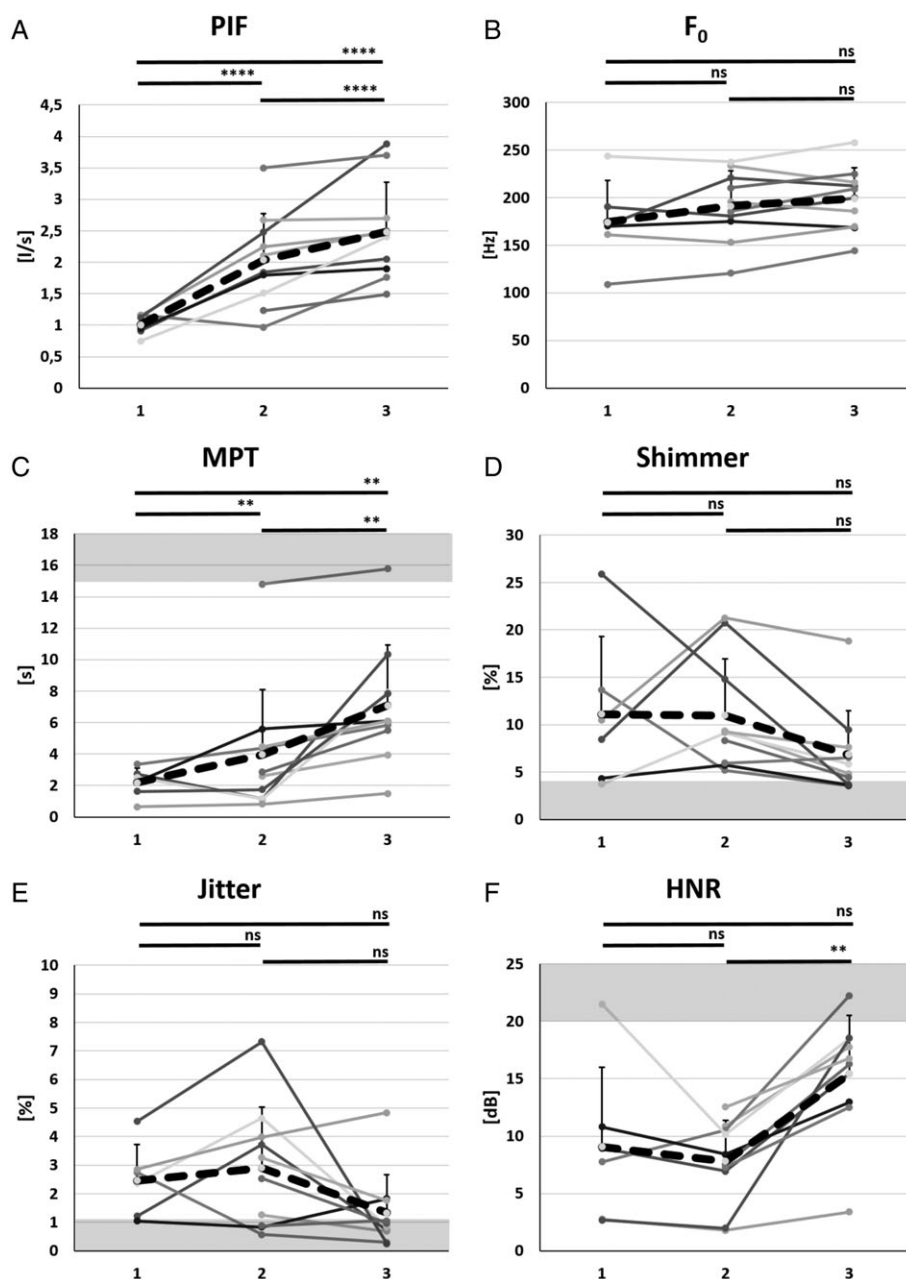 A
PIF
****
****
****
4,5
4
3,5
3
2,5
2
1,5
1
0,5
0
[l/s]
1 2 3
B
F0
ns
ns
ns
300
250
200
150
100
50
0
[Hz]
1 2 3
C
MPT
**
**
**
18
16
14
12
10
8
6
4
2
0
[s]
1 2 3
D
Shimmer
ns
ns
ns
30
25
20
15
10
5
0
[%]
1 2 3
E
Jitter
ns
ns
ns
10
9
8
7
6
5
4
3
2
1
0
[%]
1 2 3
F
HNR
ns
ns
**
25
20
15
10
5
0
[dB]
1 2 3